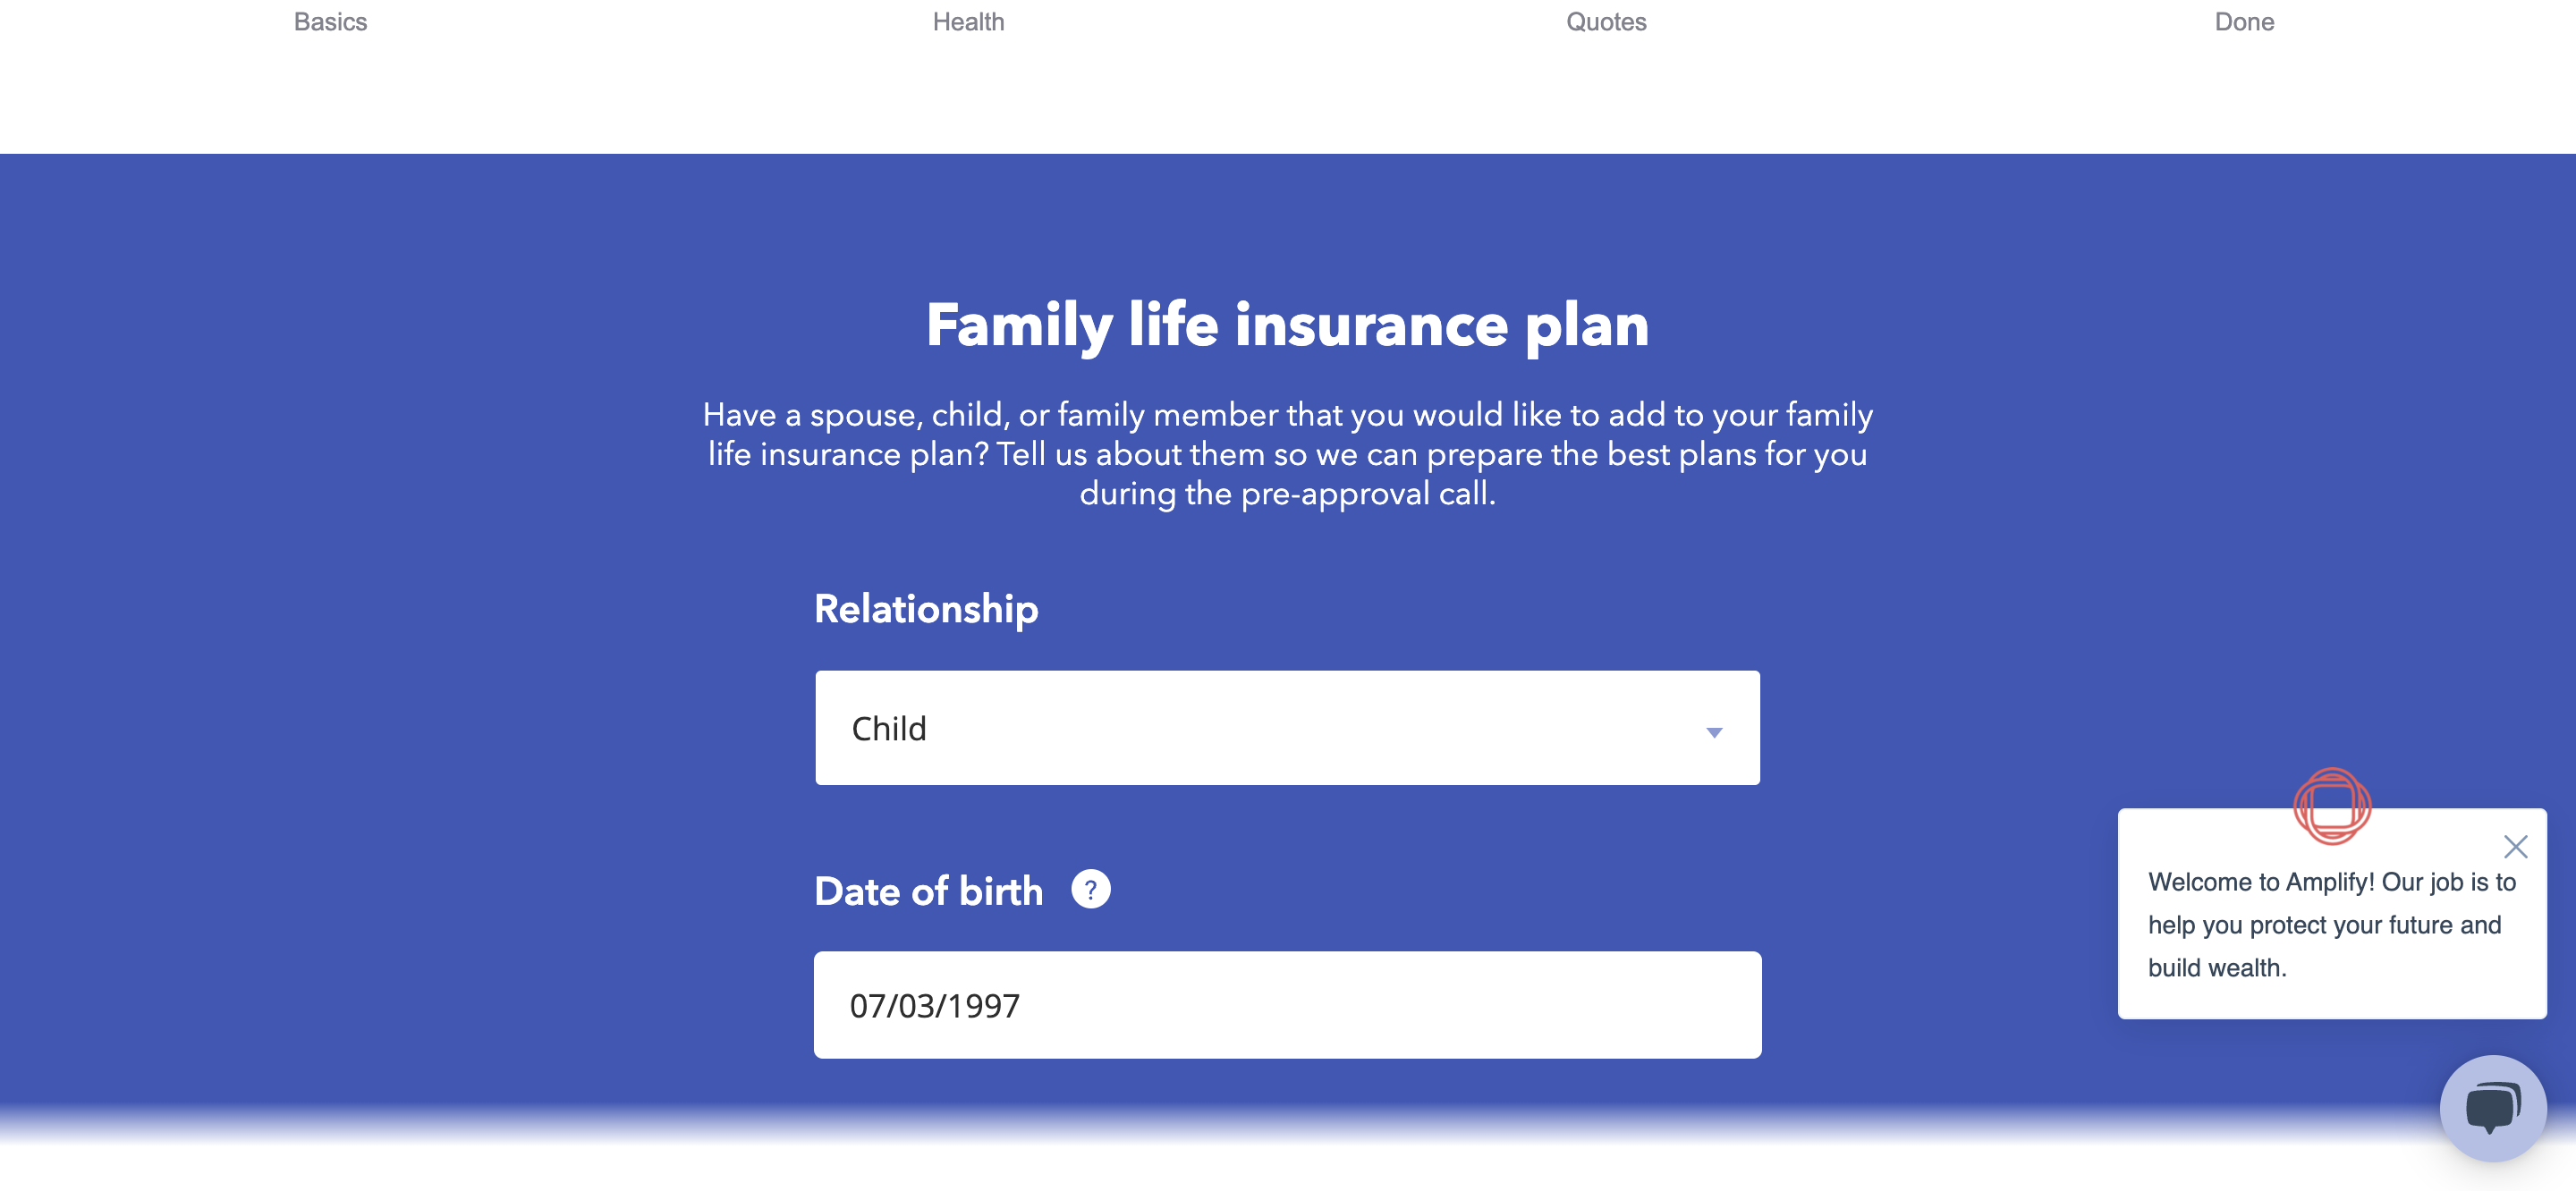 Basics
Health
Quotes
Done
Family life insurance plan
Have a spouse, child, or family member that you would like to add to your family
life insurance plan? Tell us about them so we can prepare the best plans for you
during the pre-approval call.
Relationship
Child
Date of birth ?
07/03/1997
Welcome to Amplify! Our job is to
help you protect your future and
build wealth.